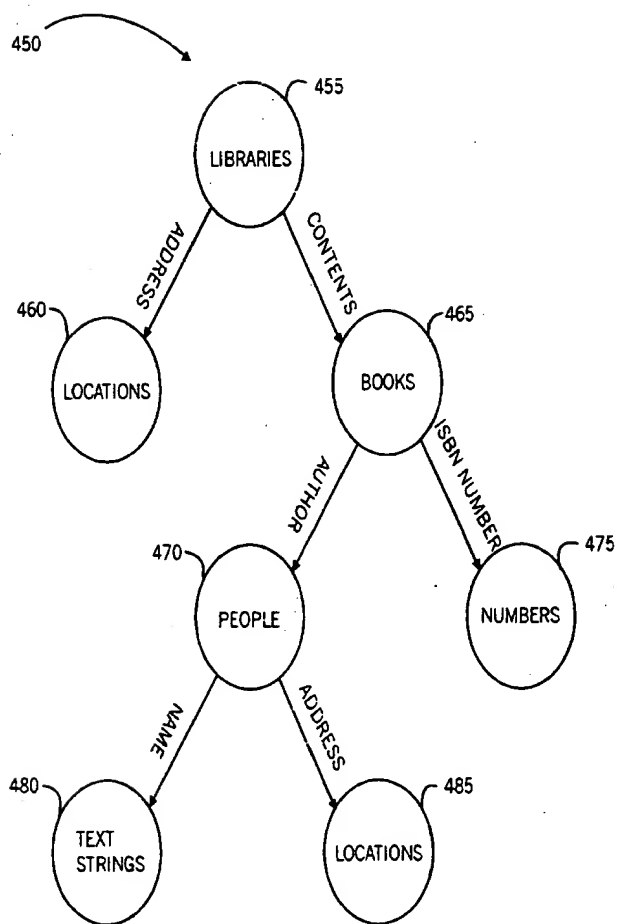 450
455
LIBRARIES
ADDRESS
CONTENTS
460
465
LOCATIONS
BOOKS
AUTHOR
ISBN NUMBER
470
475
PEOPLE
NUMBERS
NAME
ADDRESS
480
485
TEXT
STRINGS
LOCATIONS